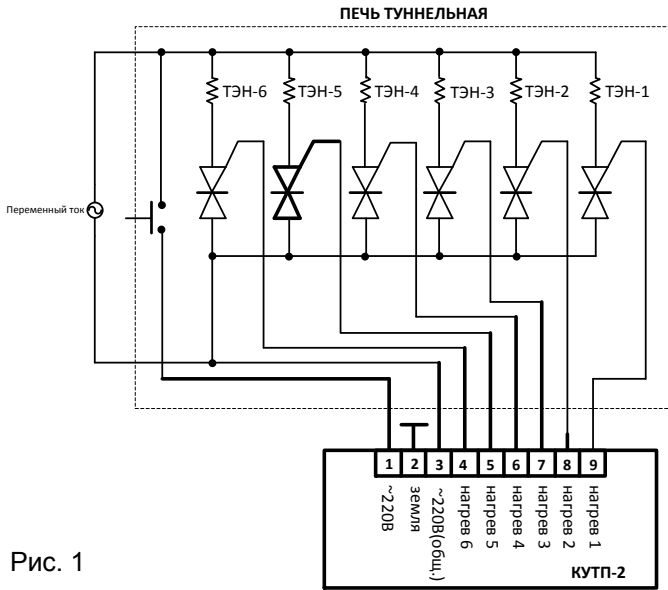 ПЕЧЬ ТУННЕЛЬНАЯ
ТЭН-6
ТЭН-5
ТЭН-4
ТЭН-3
ТЭН-2
ТЭН-1
Переменный ток
1
2
3
4
5
6
7
8
9
~220В
земля
~220В(общ.)
нагрев 6
нагрев 5
нагрев 4
нагрев 3
нагрев 2
нагрев 1
КУТП-2
Рис. 1